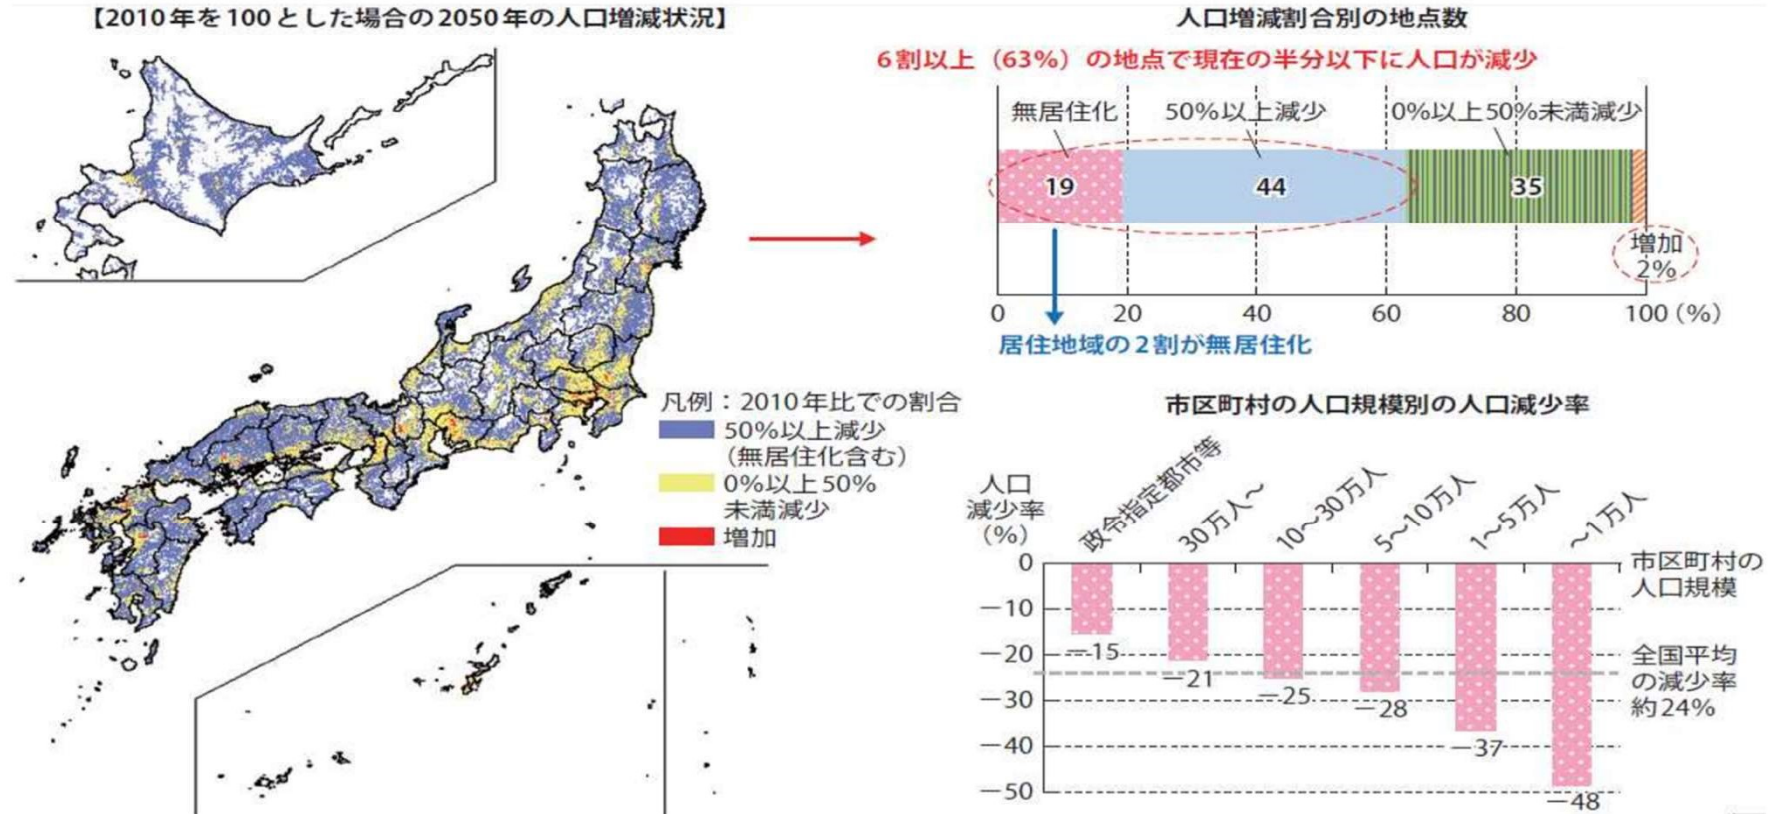 【2010年を100とした場合の2050年の人口増減状況】
凡例：2010年比での割合
50%以上減少
（無居住化含む）
0%以上50%
未満減少
増加
人口増減割合別の地点数
6割以上（63%）の地点で現在の半分以下に人口が減少
無居住化
50%以上減少
0%以上50%未満減少
19
44
35
増加
2%
0
20
40
60
80
100（%）
居住地域の2割が無居住化
市区町村の人口規模別の人口減少率
人口
減少率
（%）
政令指定都市等
30万人～
10～30万人
5～10万人
1～5万人
～1万人
市区町村の
人口規模
0
－10
－20
－30
－40
－50
－15
－21
－25
－28
－37
－48
全国平均
の減少率
約24%